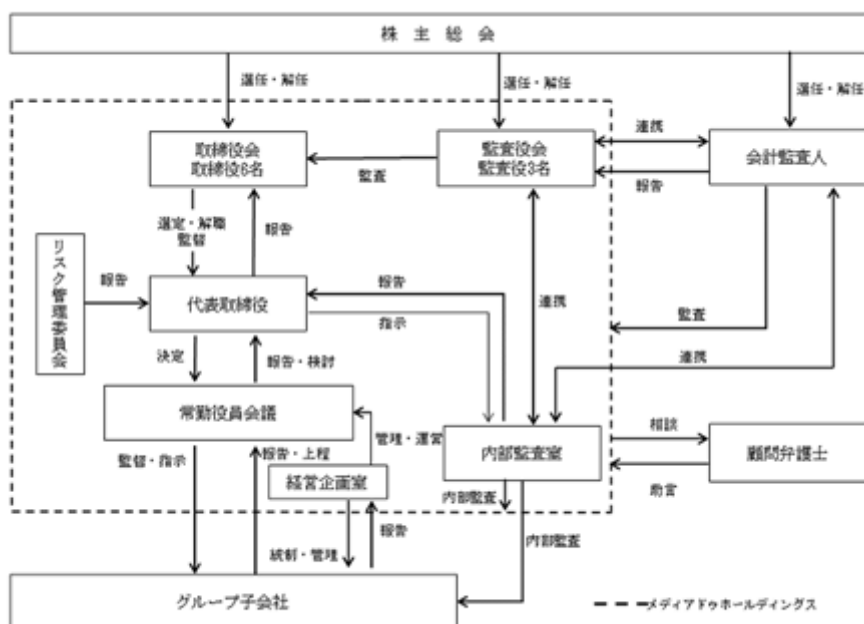 株主総会
選任・解任
選任・解任
選任・解任
取締役会
取締役6名
監査役会
監査役3名
会計監査人
連携
監査
報告
選定・解職
監督
報告
リスク管理委員会
報告
代表取締役
報告
指示
連携
監査
決定
報告・検討
連携
常勤役員会議
管理・運営
内部監査室
相談
顧問弁護士
助言
監督・指示
報告・上程
経営企画室
内部監査
内部監査
統制・管理
報告
グループ子会社
メディアドゥホールディングス